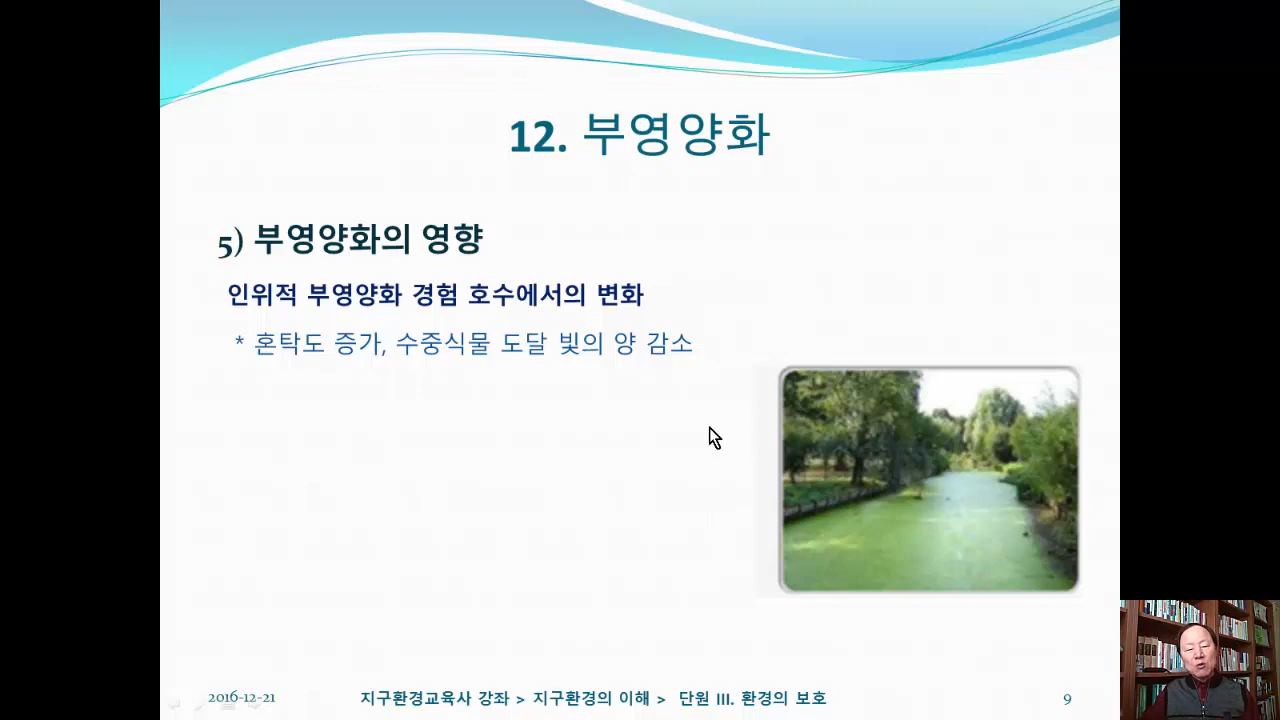 12. 부영양화
5) 부영양화의 영향
인위적 부영양화 경험 호수에서의 변화
* 혼탁도 증가, 수중식물 도달 빛의 양 감소
2016-12-21
지구환경교육사 강좌 > 지구환경의 이해 > 단원 III. 환경의 보호
9